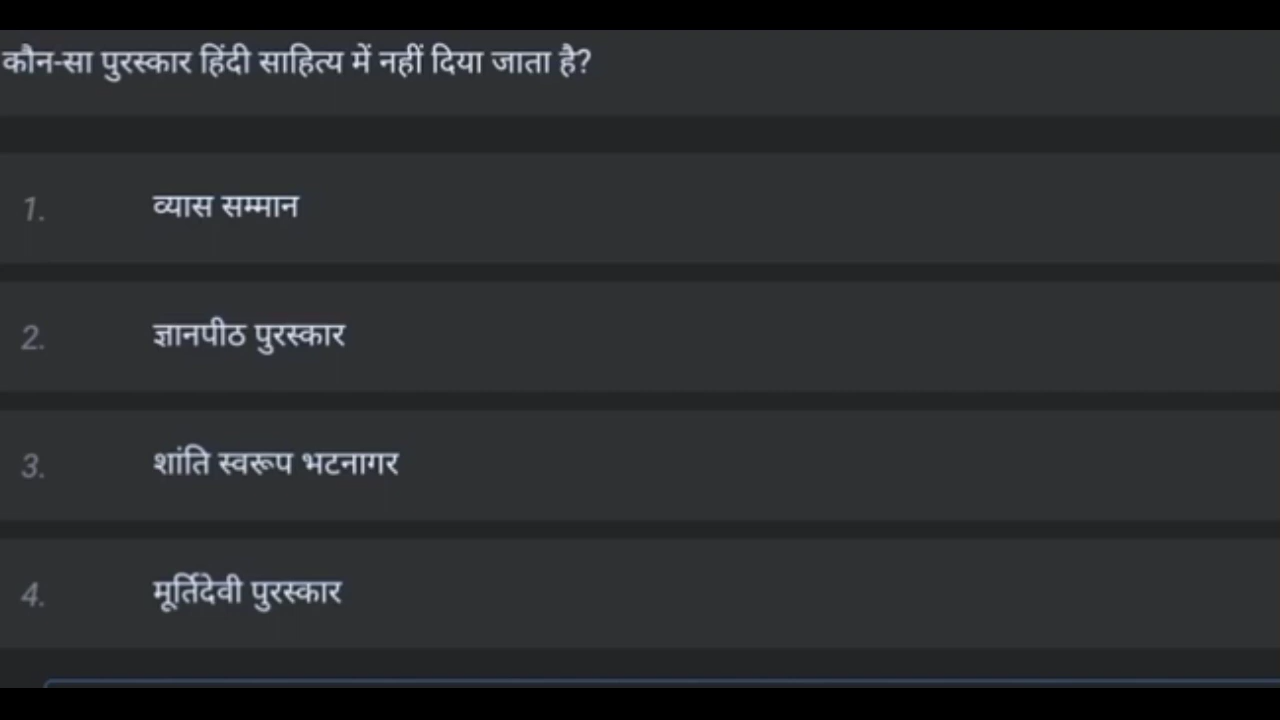 कौन-सा पुरस्कार हिंदी साहित्य में नहीं दिया जाता है?
1. व्यास सम्मान
2. ज्ञानपीठ पुरस्कार
3. शांति स्वरूप भटनागर
4. मूर्तिदेवी पुरस्कार